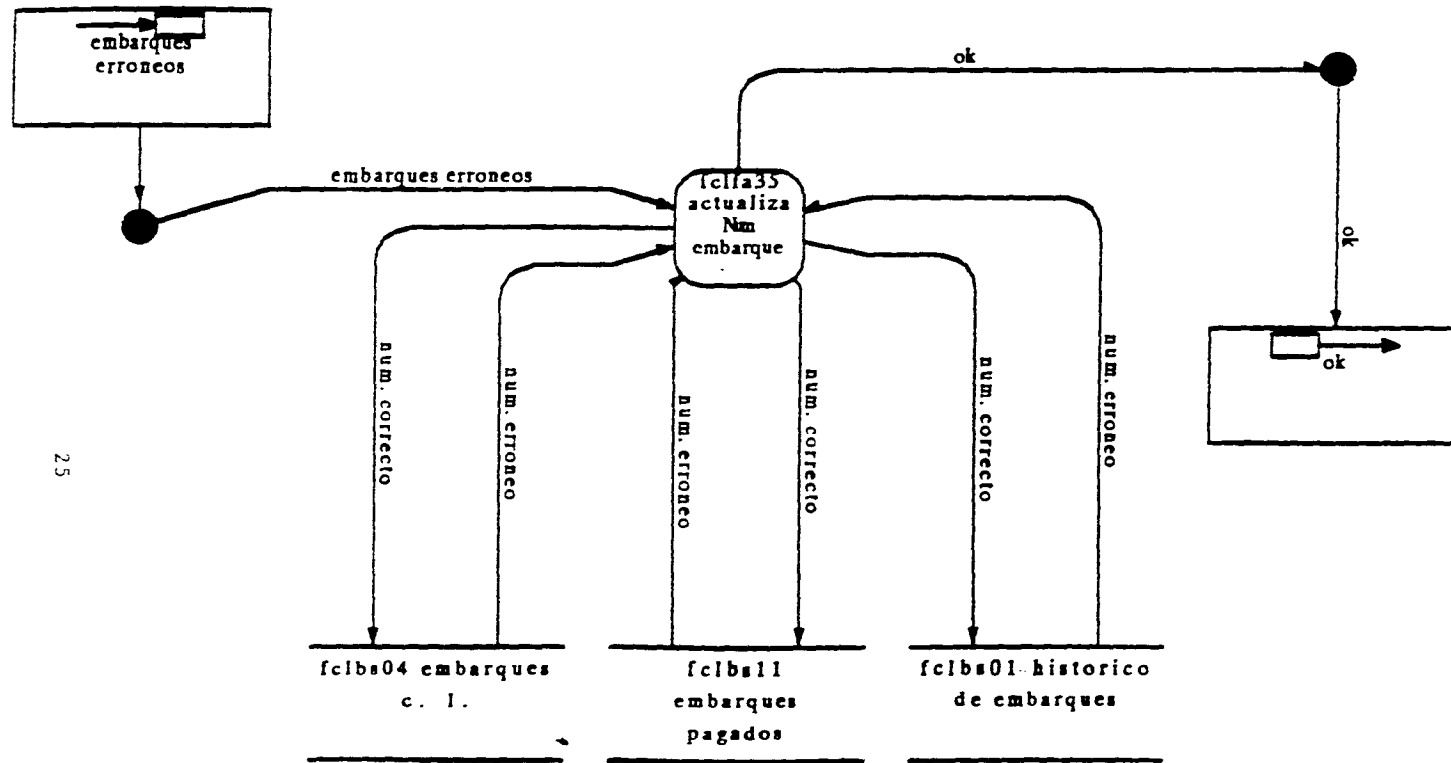 embarques
erroneos
ok
embarques erroneos
fclfa35
actualiza
Num
embarque
ok
ok
num. correcto
num. erroneo
num. erroneo
num. correcto
num. correcto
num. erroneo
25
fclbs04 embarques
c. l.
fclbs11
embarques
pagados
fclbs01 historico
de embarques